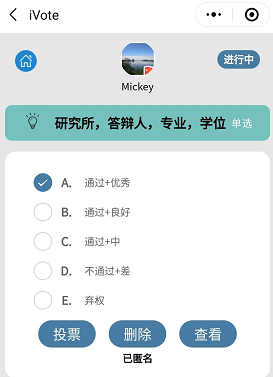 iVote
Mickey
进行中
研究所，答辩人，专业，学位 单选
A. 通过+优秀
B. 通过+良好
C. 通过+中
D. 不通过+差
E. 弃权
投票 删除 查看
已匿名